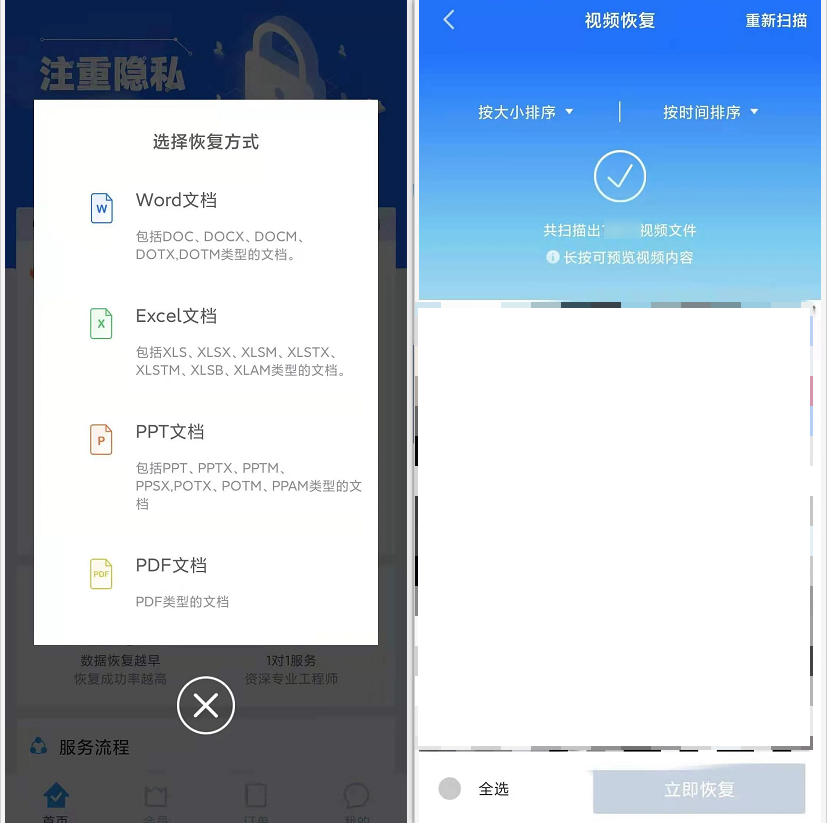 注重隐私
选择恢复方式
W
Word文档
包括DOC、DOCX、DOCM、
DOTX,DOTM类型的文档。
X
Excel文档
包括XLS、XLSX、XLSM、XLSTX、
XLSTM、XLSB、XLAM类型的文档。
P
PPT文档
包括PPT、PPTX、PPTM、
PPSX,POTX、POTM、PPAM类型的文
档
PDF
PDF文档
PDF类型的文档
数据恢复越早
恢复成功率越高
1对1服务
资深专业工程师
服务流程
首页
会员
订单
我的
视频恢复
重新扫描
按大小排序
按时间排序
共扫描出 视频文件
长按可预览视频内容
全选
立即恢复